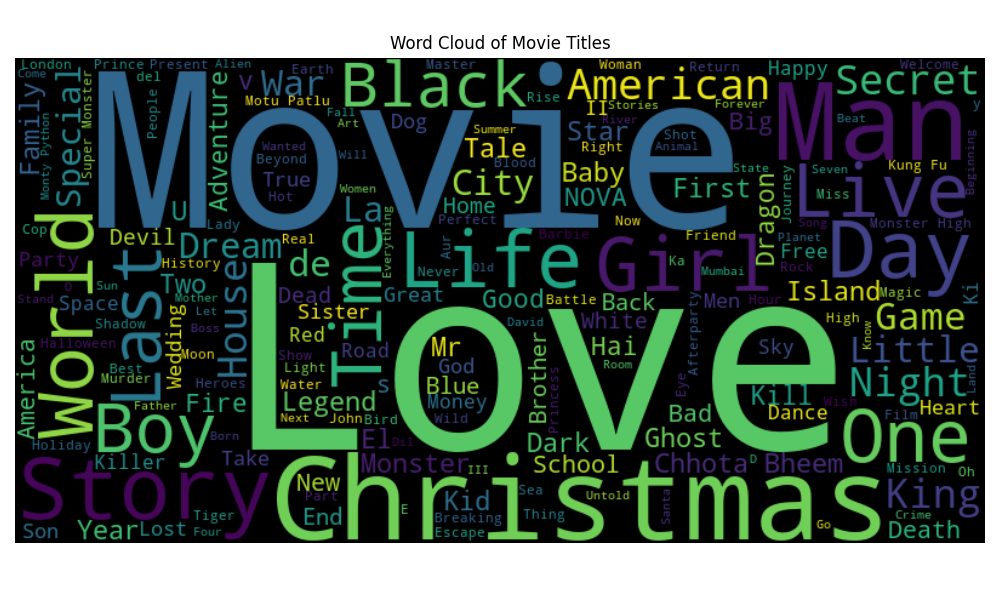 Word Cloud of Movie Titles
London
Prince
Present
Alien
Master
Woman
Return
Welcome
Come
Special
del
V
War
Earth
Black
American
Happy
Secret
Family
Super Monster
People
Adventure
Motu Patlu
Rise
II
Stories
Forever
Big
Man
y
Monty Python
Movie
Fall
Art
Dog
Star
River
Shot
Beat
Wanted
Beyond
Will
Summer
Tale
Right
Animal
Kung Fu
Beginning
True
Hot
Women
Blood
City
Baby
NOVA
First
State
Journey
Seven
Miss
Live
Cop
World
U
Lady
La
Home
Perfect
Now
Dragon
Song
Monster High
Devil
Real
Time
Everything
Aur
Life
Barbie
Friend
Planet
Free
Day
Party
Last
History
Dream
de
Never
Old
Girl
Ka
Mumbai
Rock
o
Sun
Two
House
Dead
Great
Good
Battle
Back
Men
Hour
Island
Magic
Ki
Stand
Space
Mother
Let
Sister
David
White
Afterparty
High
Game
Shadow
Wedding
Boss
Red
Road
Mr
Brother
Hai
Sky
Know
Halloween
Moon
Show
God
Room
Little
Land
America
Best
Murder
Heroes
Light
Water
s
Blue
Princess
Eye
Kill
Wish
Night
Father
Fire
Legend
Money
Love
Bad
Dance
Film
Heart
Holiday
Boy
Born
Next
John
Bird
Wild
Dark
Ghost
One
Killer
Take
El
Dil
Monster
III
School
Chhota Bheem
D
Mission
Oh
Story
New
Part
Christmas
Kid
Sea
Untold
Santa
King
Son
Year
Lost
Tiger
Four
End
E
Breaking
Escape
Thing
Go
Crime
Death